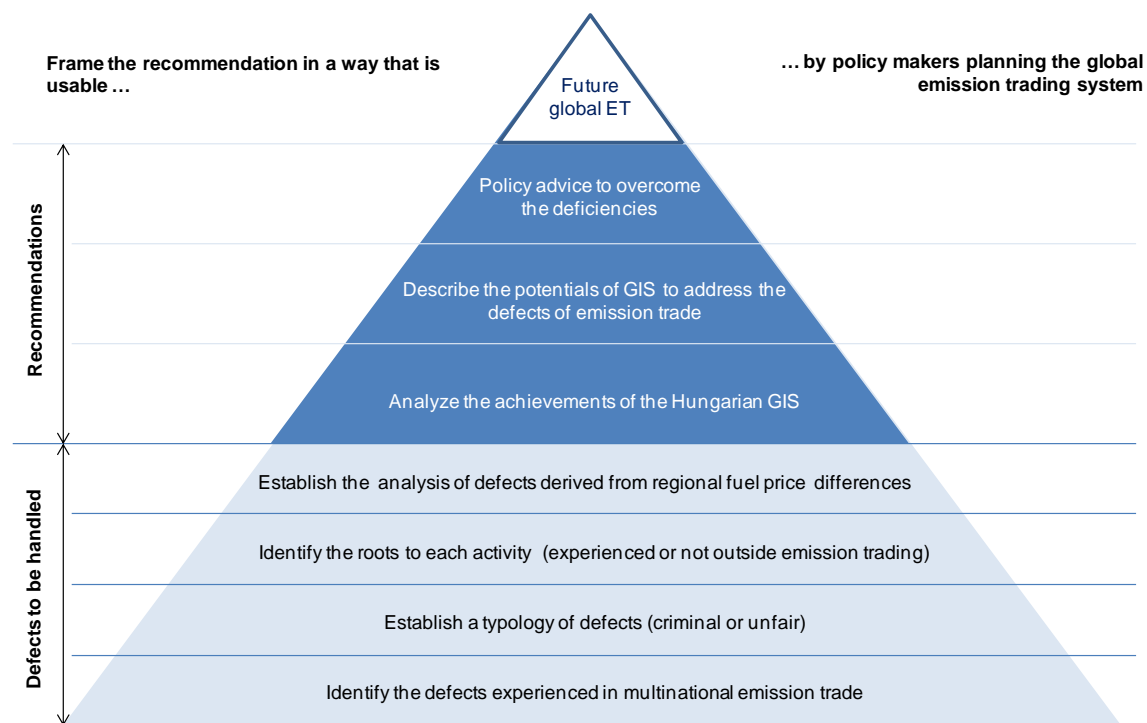 Frame the recommendation in a way that is
usable …
… by policy makers planning the global
emission trading system
Future
global ET
Recommendations
Policy advice to overcome
the deficiencies
Describe the potentials of GIS to address the
defects of emission trade
Analyze the achievements of the Hungarian GIS
Defects to be handled
Establish the analysis of defects derived from regional fuel price differences
Identify the roots to each activity (experienced or not outside emission trading)
Establish a typology of defects (criminal or unfair)
Identify the defects experienced in multinational emission trade